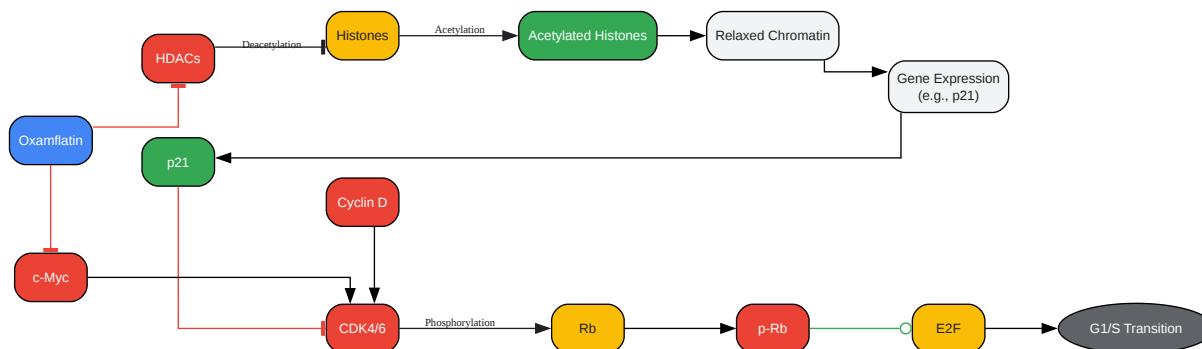 Histones
Acetylation
Acetylated Histones
Relaxed Chromatin
Deacetylation
HDACs
Gene Expression
(e.g., p21)
Oxamflatin
p21
Cyclin D
c-Myc
CDK4/6
Phosphorylation
Rb
p-Rb
E2F
G1/S Transition